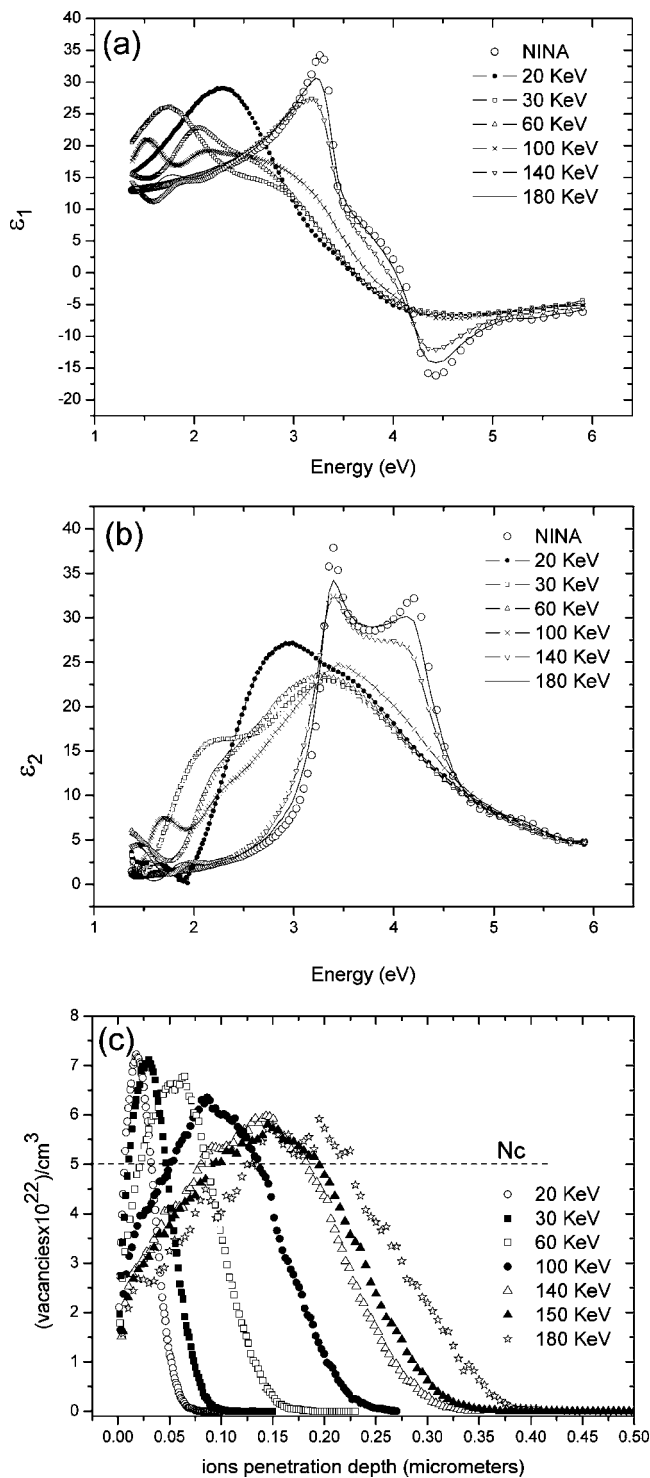 (a)
40
35
30
25
20
15
10
5
0
-5
-10
-15
-20
ε1
NINA
20 KeV
30 KeV
60 KeV
100 KeV
140 KeV
180 KeV
1 2 3 4 5 6
Energy (eV)
(b)
40
35
30
25
20
15
10
5
0
ε2
NINA
20 KeV
30 KeV
60 KeV
100 KeV
140 KeV
180 KeV
1 2 3 4 5 6
Energy (eV)
(c)
8
7
6
5
4
3
2
1
0
(vacanciesx10^22)/cm^3
Nc
20 KeV
30 KeV
60 KeV
100 KeV
140 KeV
150 KeV
180 KeV
0.00 0.05 0.10 0.15 0.20 0.25 0.30 0.35 0.40 0.45 0.50
ions penetration depth (micrometers)